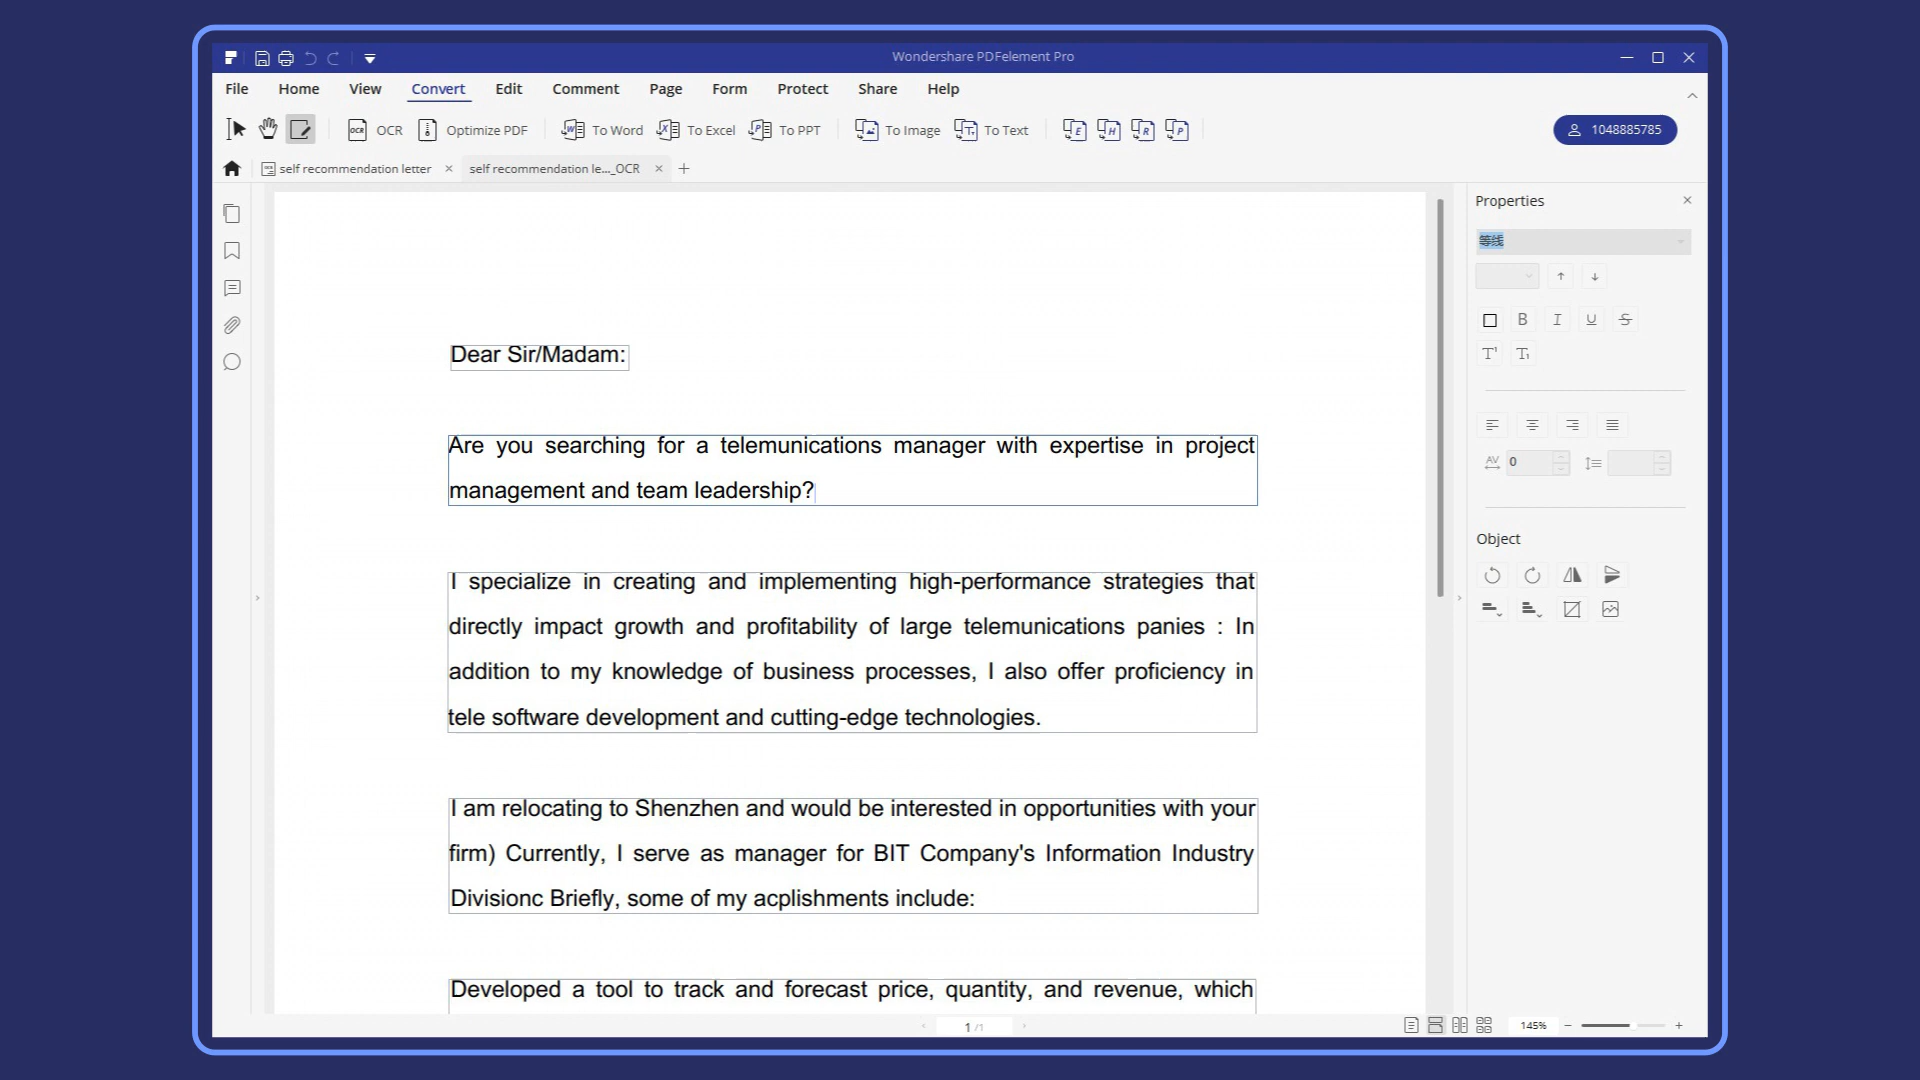 Wondershare PDFelement Pro
File Home View Convert Edit Comment Page Form Protect Share Help
OCR Optimize PDF To Word To Excel To PPT To Image To Text 1048885785
self recommendation letter self recommendation le..._OCR
Properties
等线
Dear Sir/Madam:
Are you searching for a telemunications manager with expertise in project
management and team leadership?
AV 0
Object
I specialize in creating and implementing high-performance strategies that
directly impact growth and profitability of large telemunications panies : In
addition to my knowledge of business processes, I also offer proficiency in
tele software development and cutting-edge technologies.
I am relocating to Shenzhen and would be interested in opportunities with your
firm) Currently, I serve as manager for BIT Company's Information Industry
Divisionc Briefly, some of my acplishments include:
Developed a tool to track and forecast price, quantity, and revenue, which
1 /1
145%